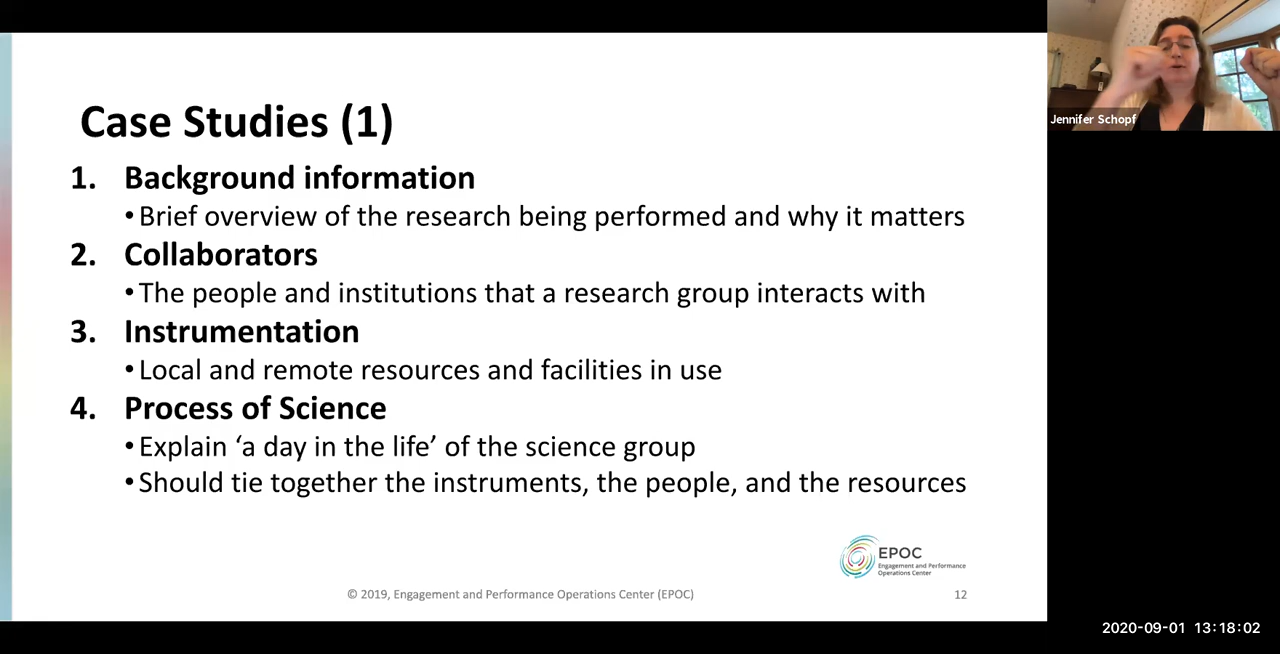 Case Studies (1)
1. Background information
• Brief overview of the research being performed and why it matters
2. Collaborators
• The people and institutions that a research group interacts with
3. Instrumentation
• Local and remote resources and facilities in use
4. Process of Science
• Explain ‘a day in the life’ of the science group
• Should tie together the instruments, the people, and the resources
EPOC
Engagement and Performance
Operations Center
© 2019, Engagement and Performance Operations Center (EPOC)
12
Jennifer Schopf
2020-09-01 13:18:02